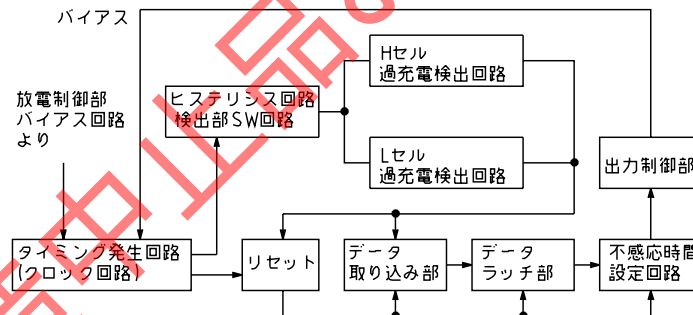 バイアス
放電制御部
バイアス回路
より
ヒステリシス回路
検出部SW回路
Hセル
過充電検出回路
Lセル
過充電検出回路
出力制御部
タイミング発生回路
(クロック回路)
リセット
データ
取り込み部
データ
ラッチ部
不感応時間
設定回路
中止品